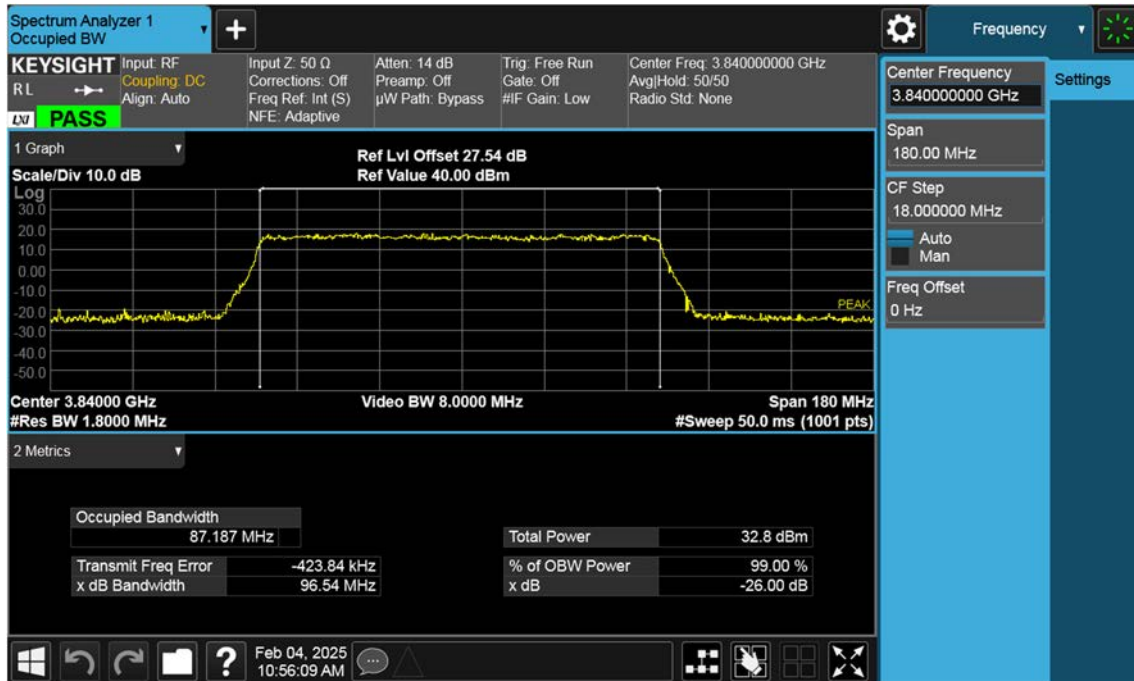 Spectrum Analyzer 1
Occupied BW
+
Frequency
KEYSIGHT
RL
LXI PASS
Input: RF
Coupling: DC
Align: Auto
Input Z: 50 Ω
Corrections: Off
Freq Ref: Int (S)
NFE: Adaptive
Atten: 14 dB
Preamp: Off
µW Path: Bypass
Trig: Free Run
Gate: Off
#IF Gain: Low
Center Freq: 3.840000000 GHz
Avg|Hold: 50/50
Radio Std: None
Center Frequency
3.840000000 GHz
Settings
Span
180.00 MHz
CF Step
18.000000 MHz
Auto
Man
Freq Offset
0 Hz
1 Graph
Scale/Div 10.0 dB
Ref Lvl Offset 27.54 dB
Ref Value 40.00 dBm
Log
30.0
20.0
10.0
0.00
-10.0
-20.0
-30.0
-40.0
-50.0
PEAK
Center 3.84000 GHz
#Res BW 1.8000 MHz
Video BW 8.0000 MHz
Span 180 MHz
#Sweep 50.0 ms (1001 pts)
2 Metrics
Occupied Bandwidth
87.187 MHz
Transmit Freq Error -423.84 kHz
x dB Bandwidth 96.54 MHz
Total Power 32.8 dBm
% of OBW Power 99.00 %
x dB -26.00 dB
?
Feb 04, 2025
10:56:09 AM